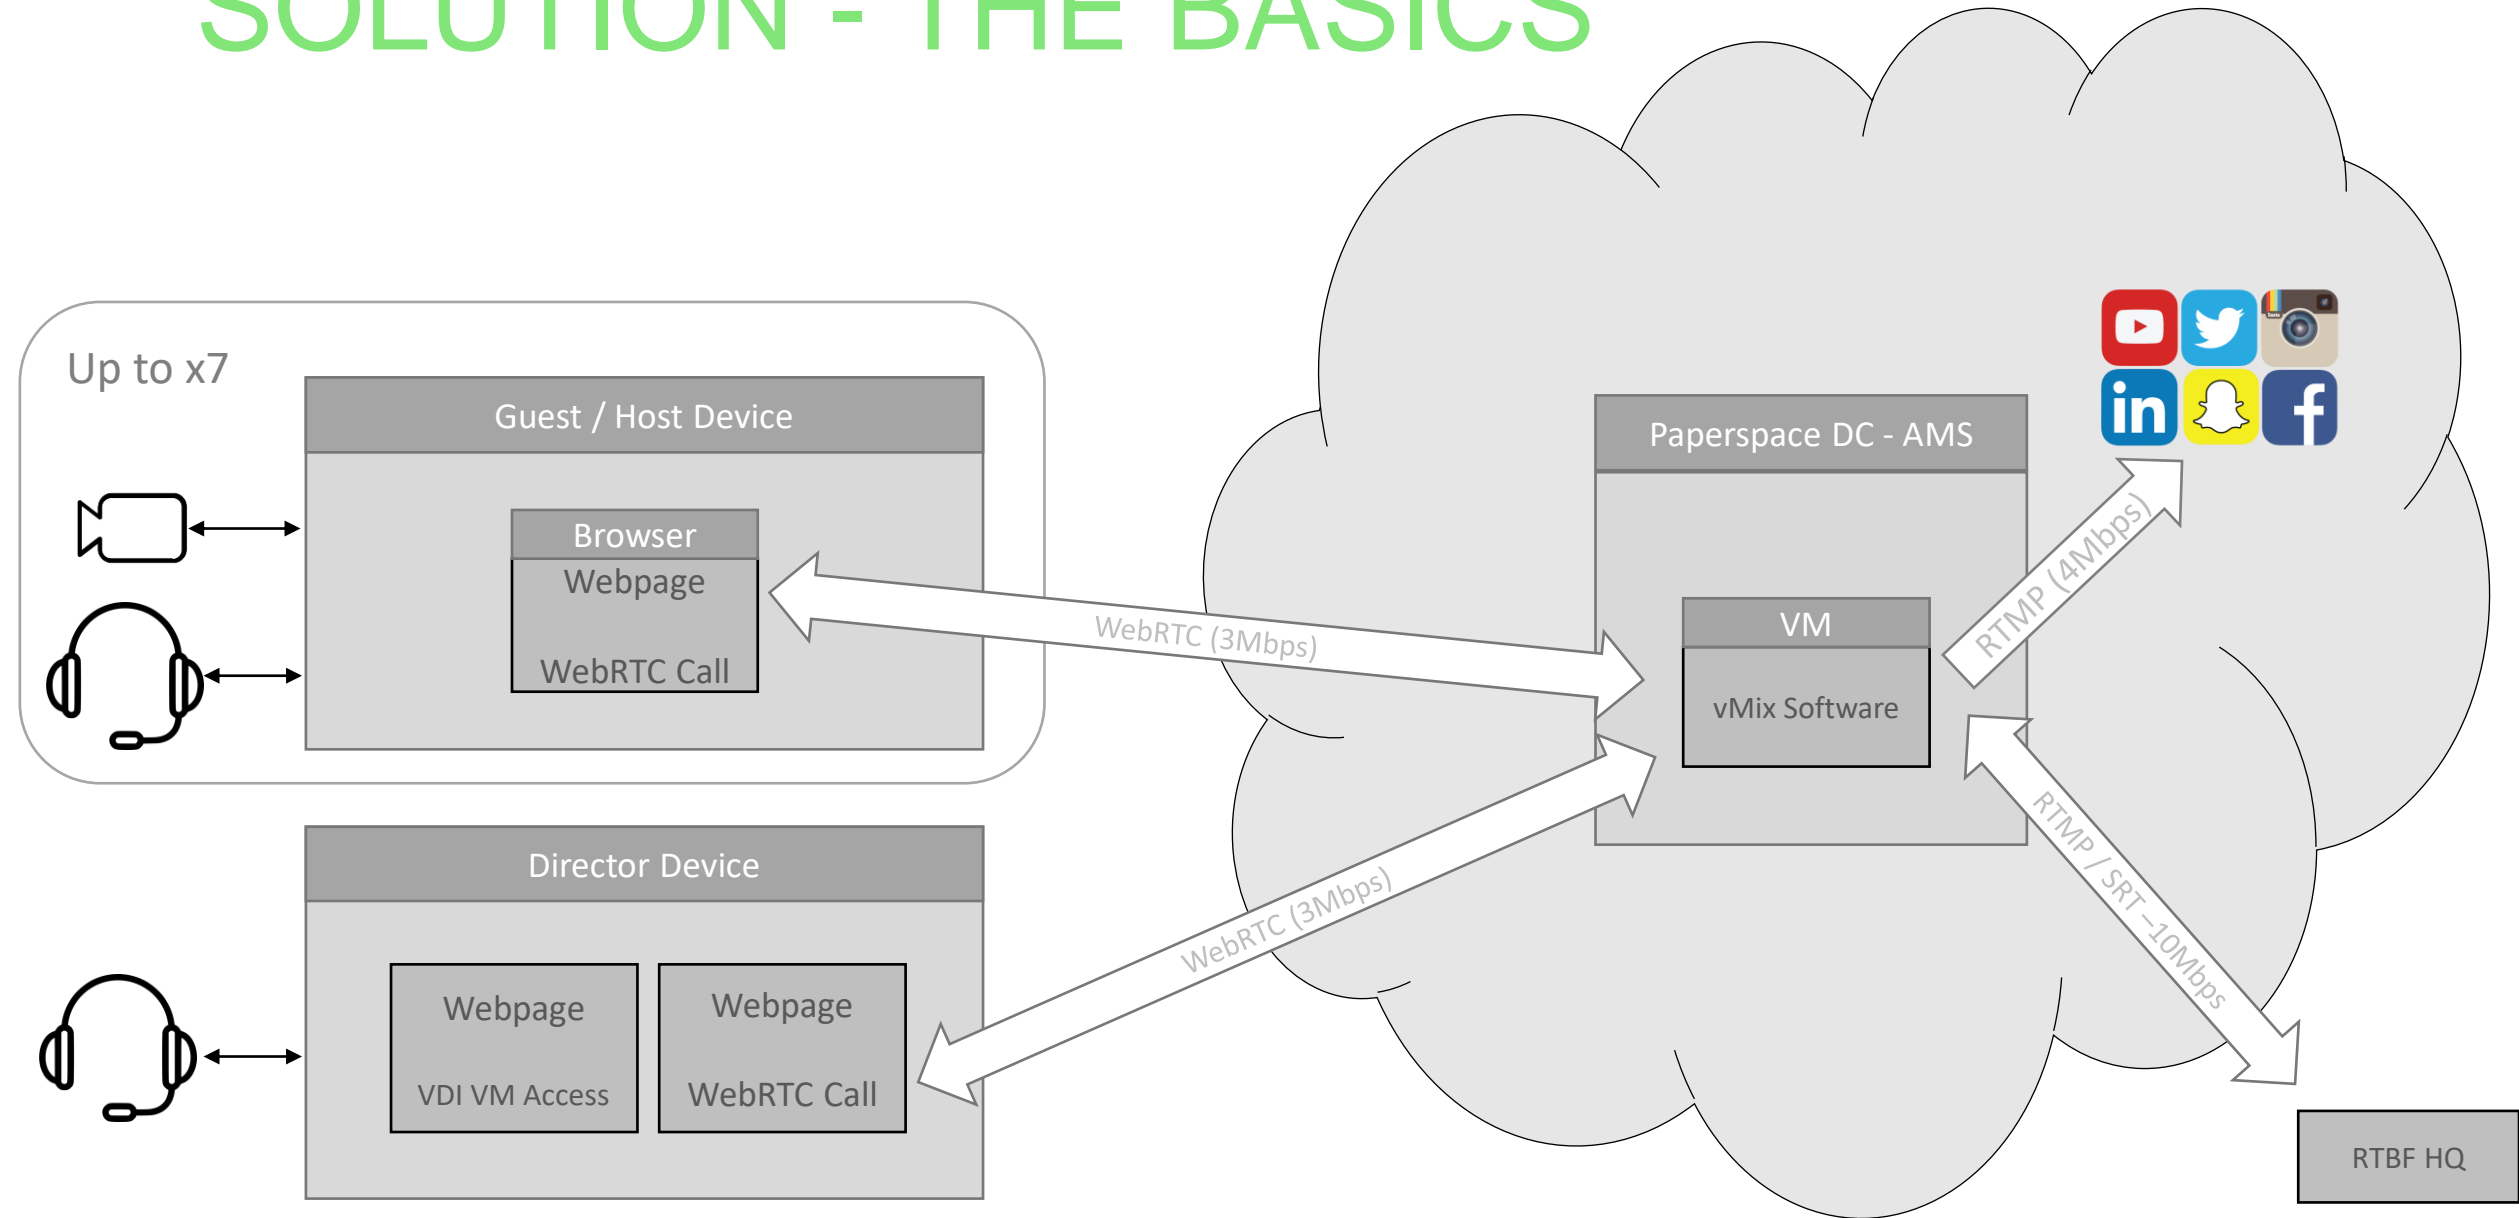 SOLUTION - THE BASICS
Up to x7
Guest / Host Device
Browser
Webpage
WebRTC Call
WebRTC (3Mbps)
Paperspace DC - AMS
VM
vMix Software
in
f
RTMP (4Mbps)
RTMP / SRT –10Mbps
Director Device
Webpage
VDI VM Access
Webpage
WebRTC Call
WebRTC (3Mbps)
RTBF HQ